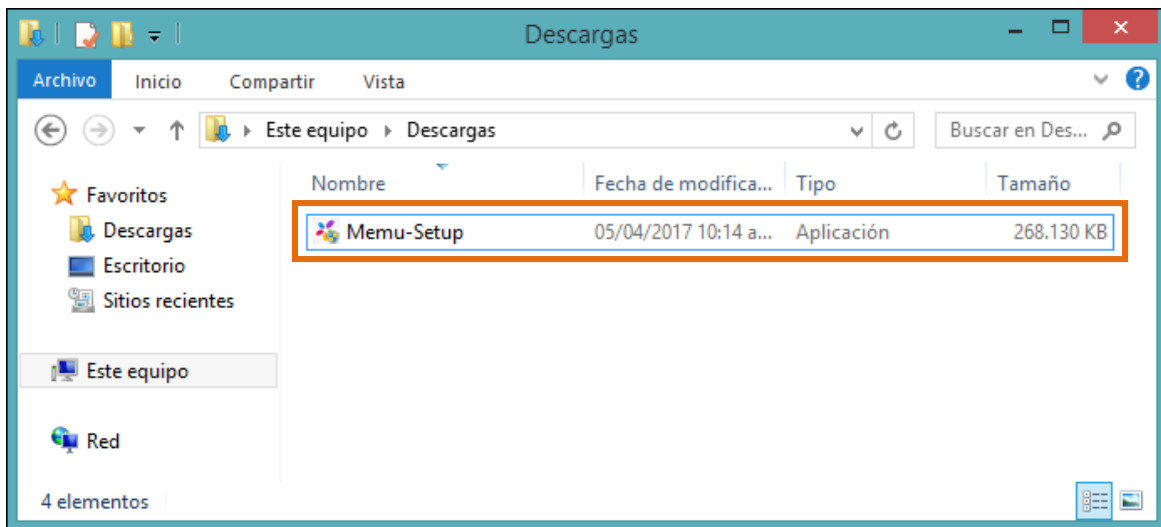 Descargas
Archivo Inicio Compartir Vista
Este equipo Descargas Buscar en Des...
Nombre Fecha de modifica... Tipo Tamaño
Favoritos
Memu-Setup 05/04/2017 10:14 a... Aplicación 268.130 KB
Descargas
Escritorio
Sitios recientes
Este equipo
Red
4 elementos